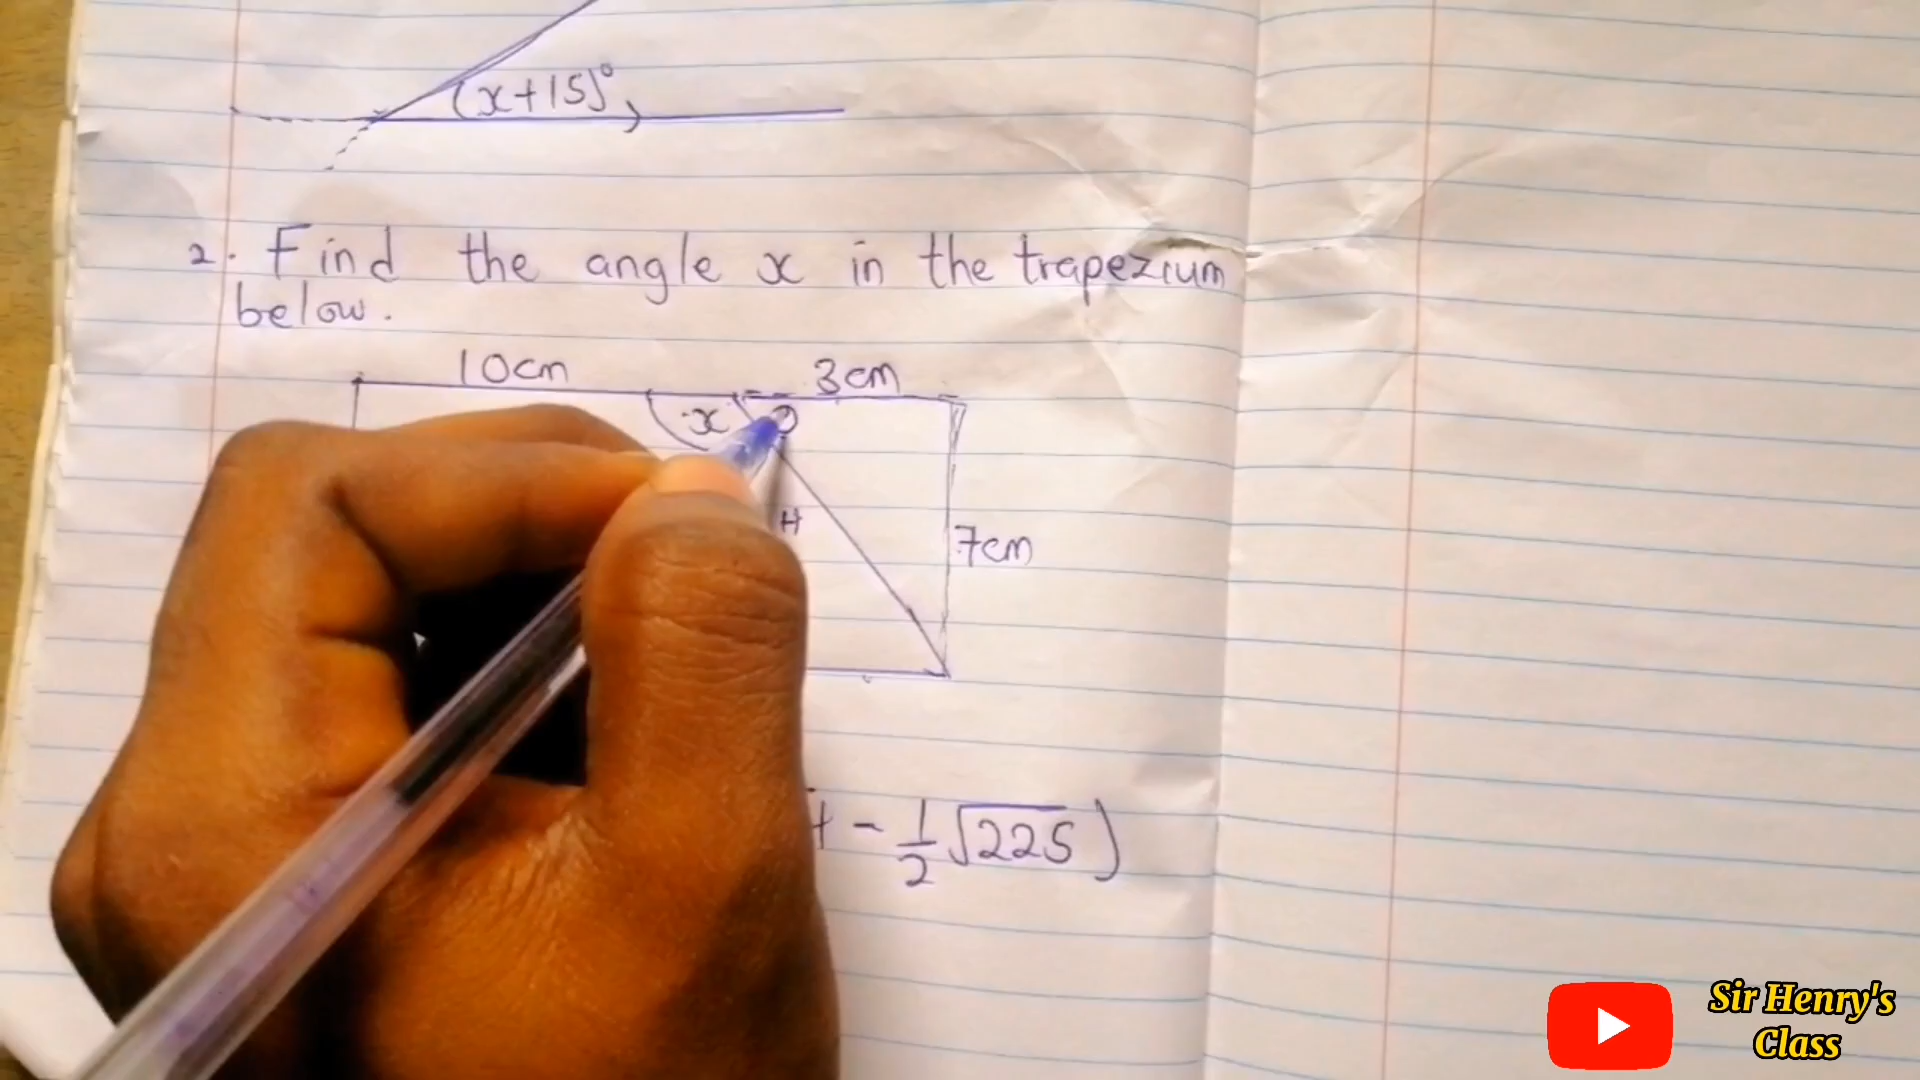 (x+15)°
2. Find the angle x in the trapezium
below.
10cm 3cm
x θ
H
7cm
- 1/2 √225 )
Sir Henry's
Class